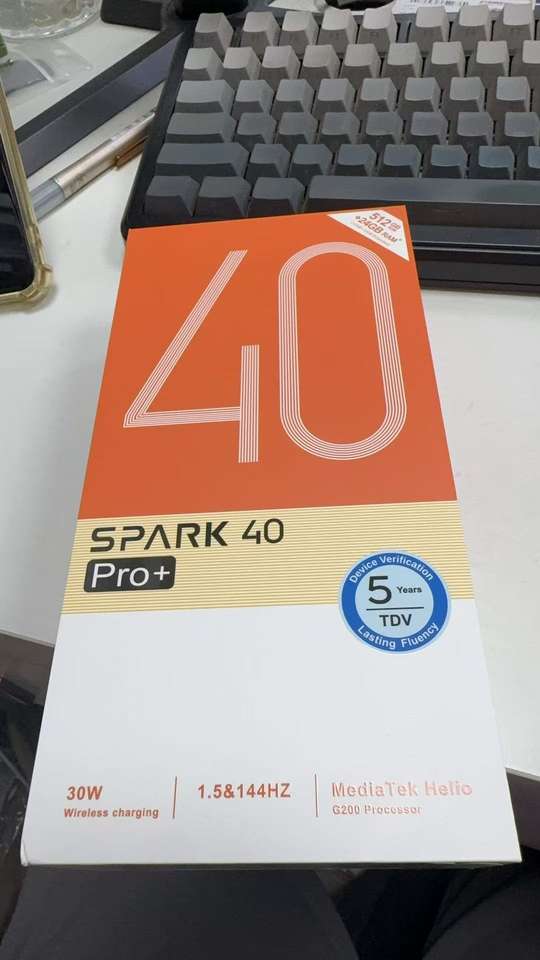 512GB
+24GB RAM*
40
SPARK 40
Pro+
Device Verification
5 Years
TDV
Lasting Fluency
30W
Wireless charging
1.5&144HZ
MediaTek Helio
G200 Processor